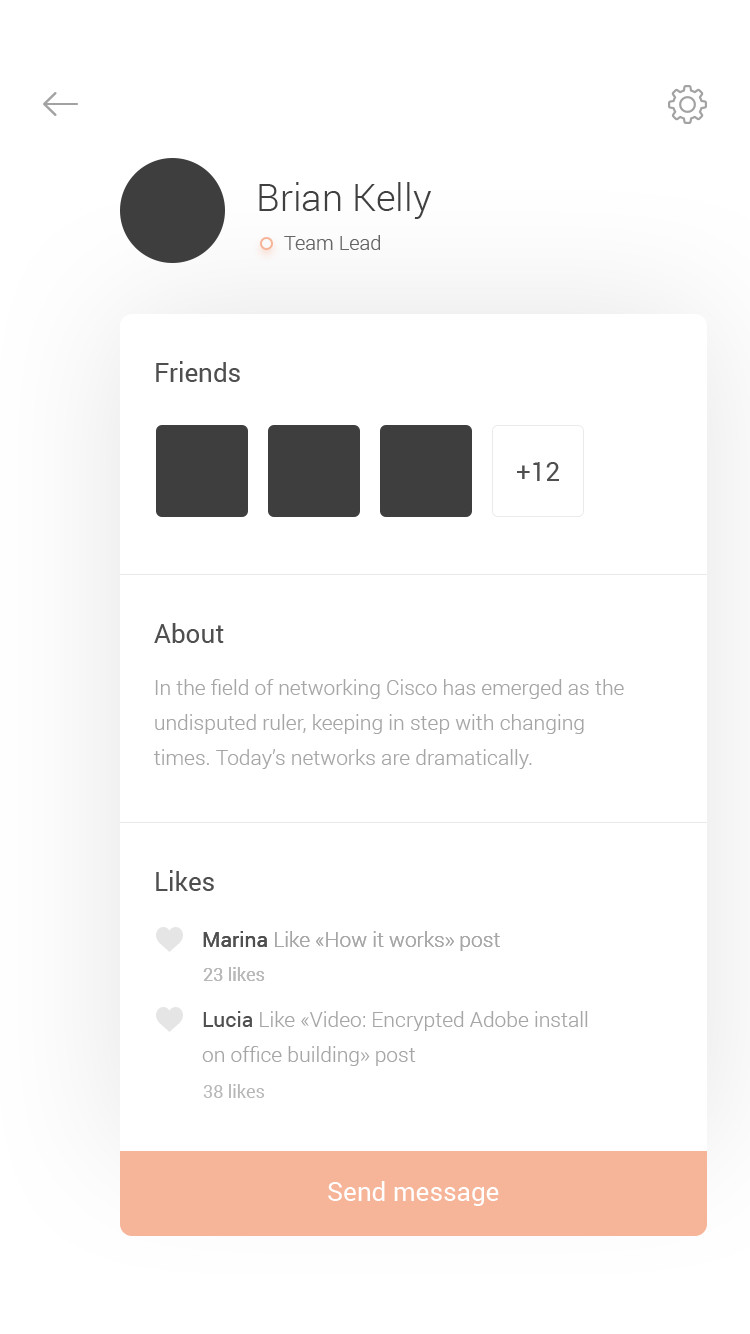 Brian Kelly
Team Lead
Friends
+12
About
In the field of networking Cisco has emerged as the
undisputed ruler, keeping in step with changing
times. Today’s networks are dramatically.
Likes
Marina Like «How it works» post
23 likes
Lucia Like «Video: Encrypted Adobe install
on office building» post
38 likes
Send message